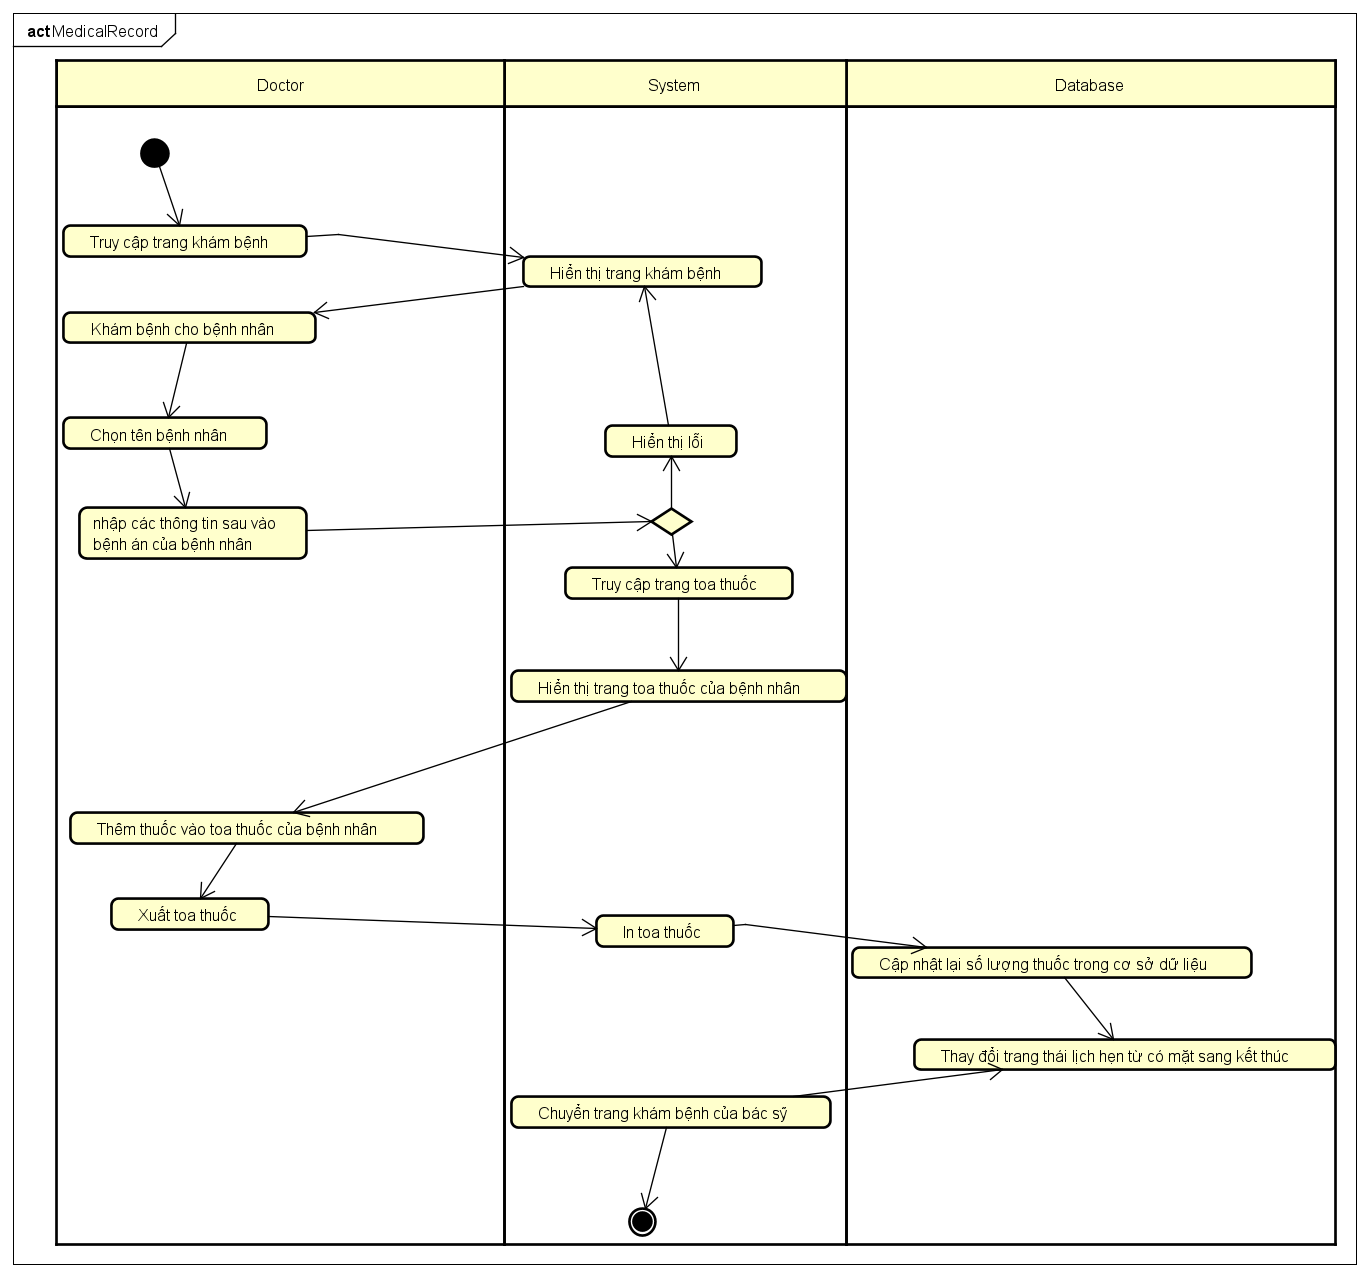 act MedicalRecord
Doctor
System
Database
Truy cập trang khám bệnh
Hiển thị trang khám bệnh
Khám bệnh cho bệnh nhân
Chọn tên bệnh nhân
Hiển thị lỗi
nhập các thông tin sau vào
bệnh án của bệnh nhân
Truy cập trang toa thuốc
Hiển thị trang toa thuốc của bệnh nhân
Thêm thuốc vào toa thuốc của bệnh nhân
Xuất toa thuốc
In toa thuốc
Cập nhật lại số lượng thuốc trong cơ sở dữ liệu
Thay đổi trang thái lịch hẹn từ có mặt sang kết thúc
Chuyển trang khám bệnh của bác sỹ